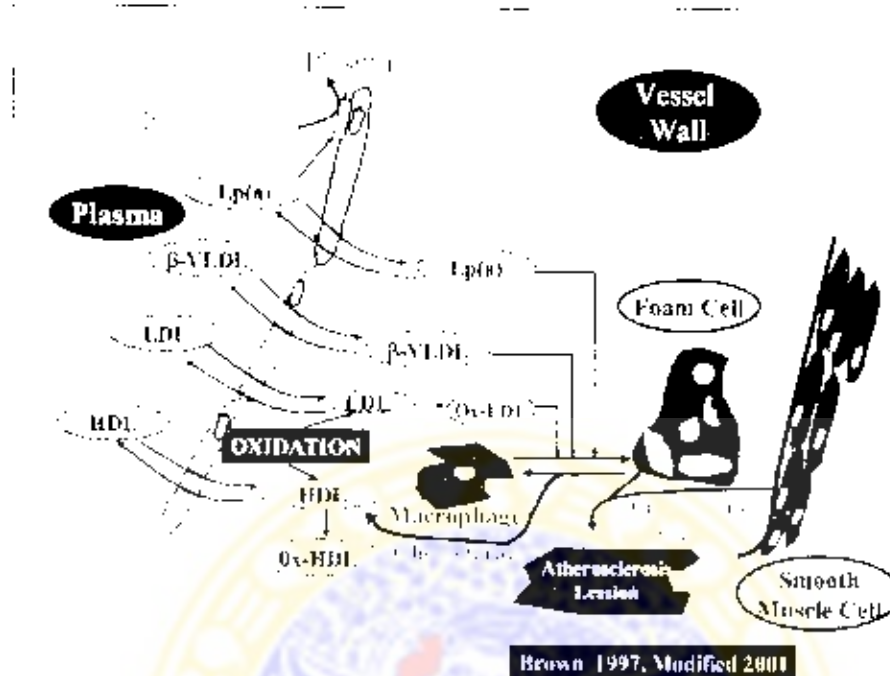 Vessel
Wall
Lp(a)
Plasma
β-VLDL
Lp(a)
Foam Cell
LDL
β-VLDL
LDL
Ox-LDL
HDL
OXIDATION
HDL
Macrophage
Ox-HDL
Atherosclerosis
Lession
Smooth
Muscle Cell
Brown 1997, Modified 2001